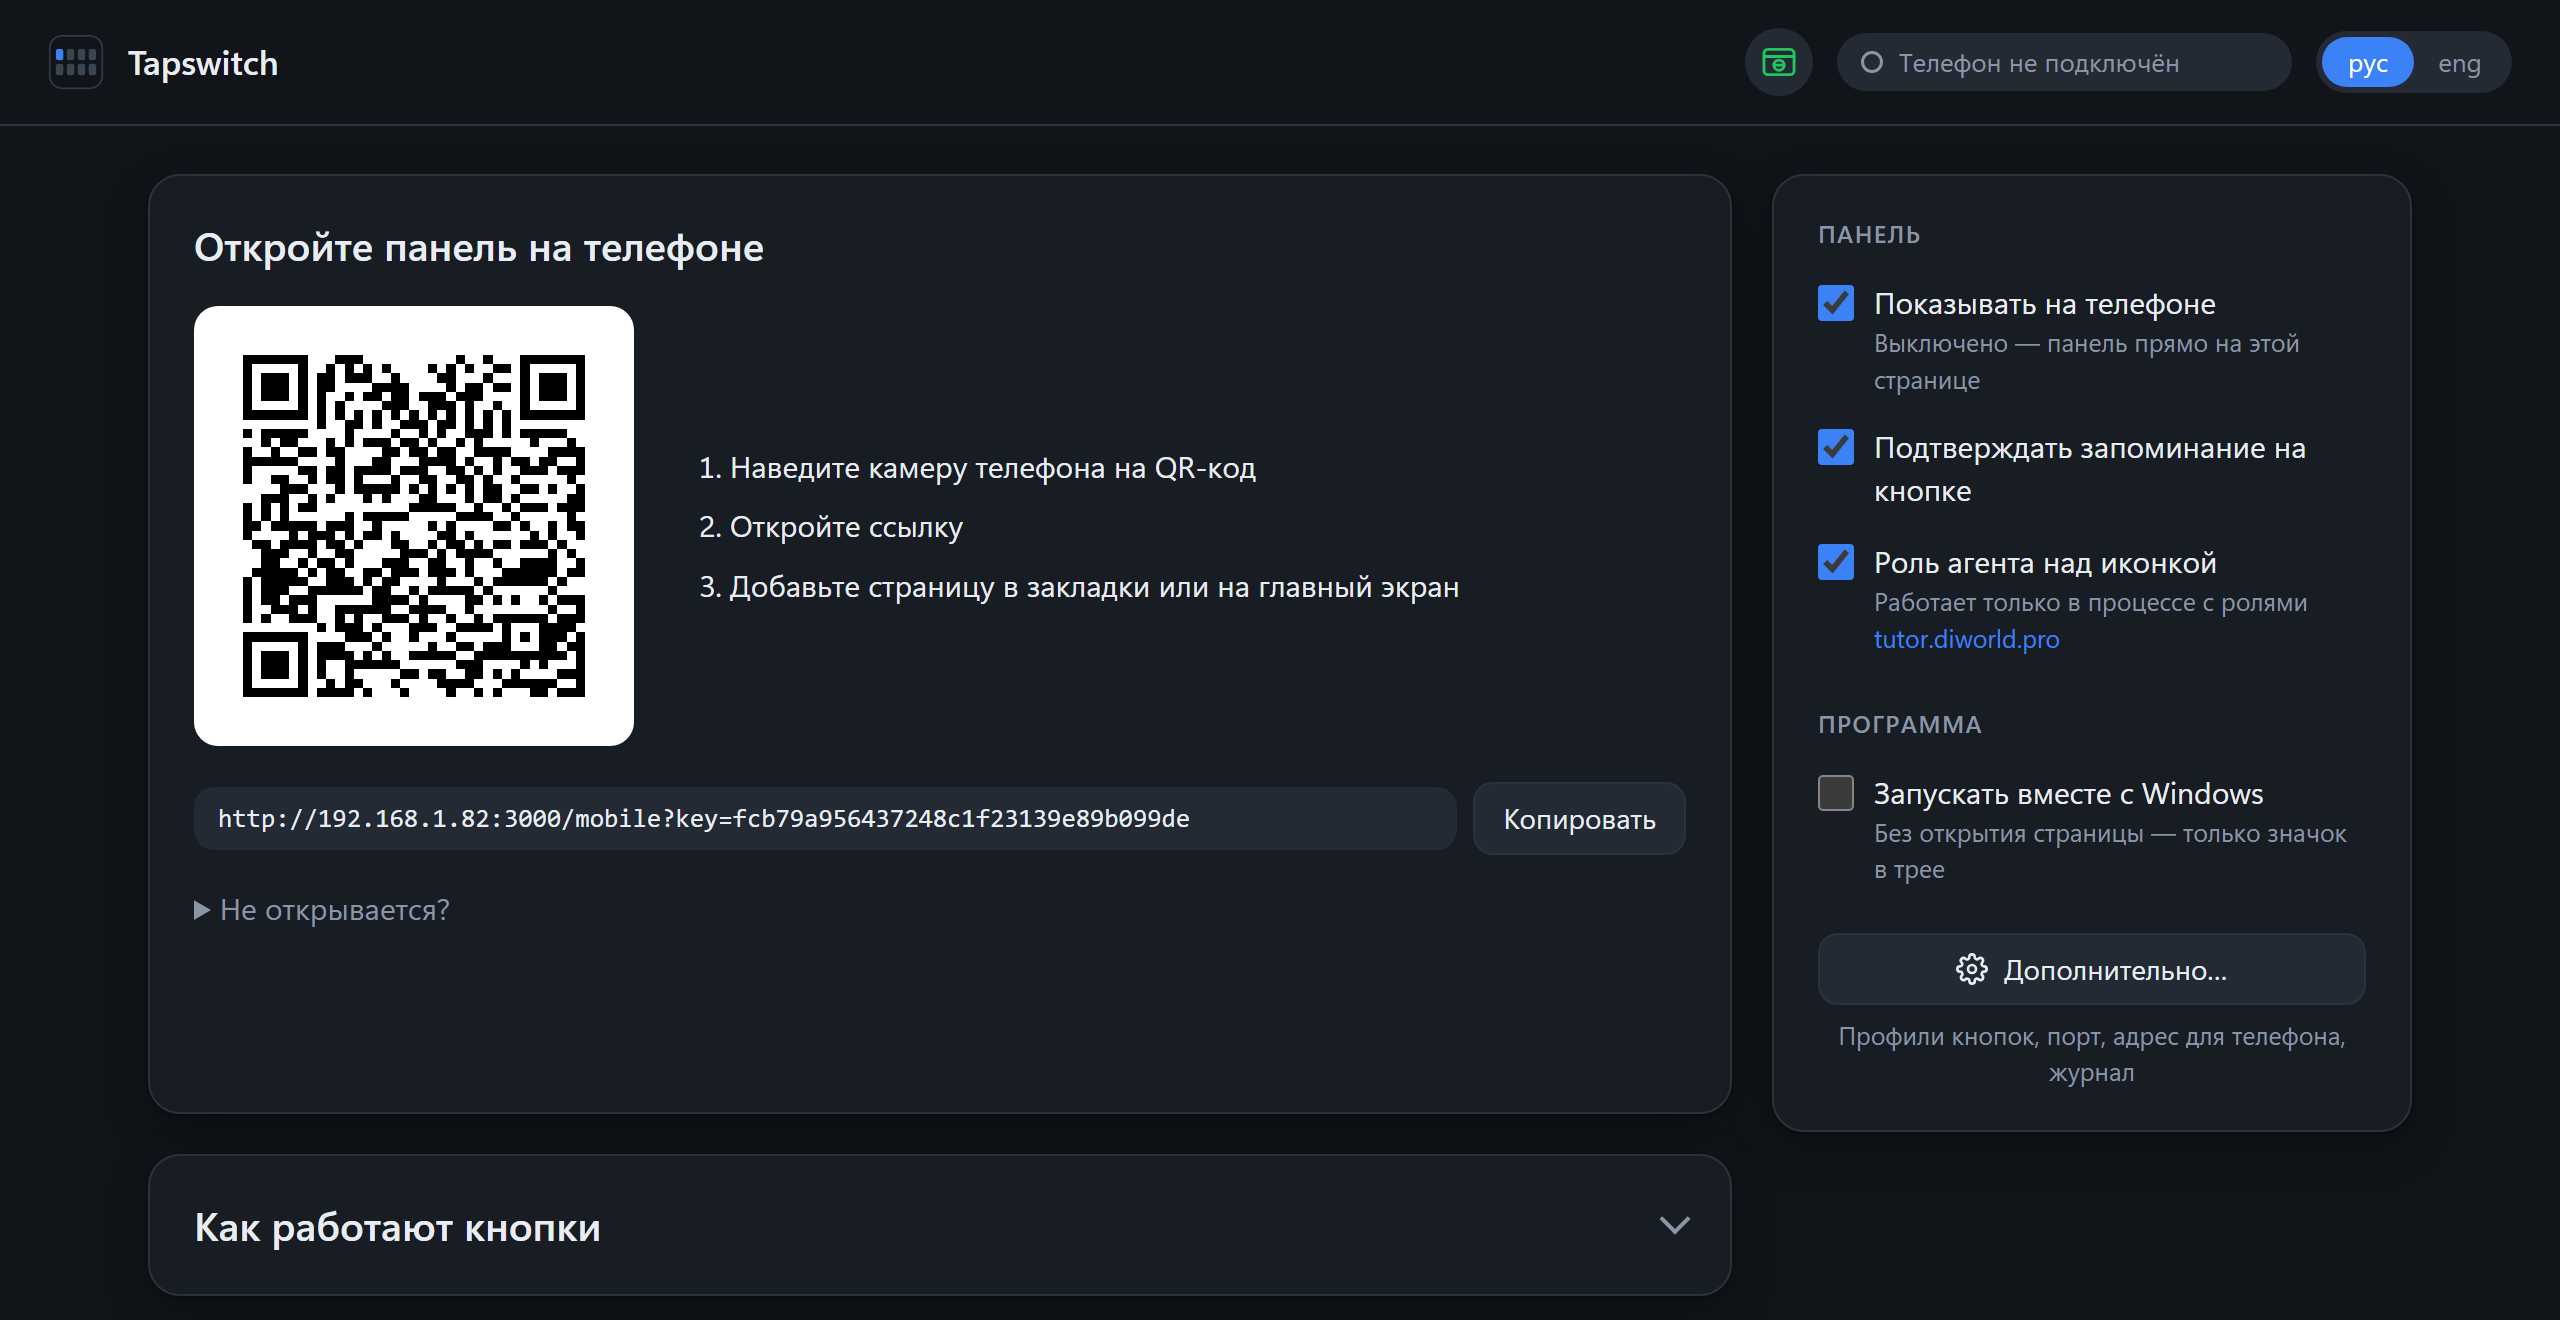 Tapswitch
Телефон не подключён
рус
eng
Откройте панель на телефоне
1. Наведите камеру телефона на QR-код
2. Откройте ссылку
3. Добавьте страницу в закладки или на главный экран
http://192.168.1.82:3000/mobile?key=fcb79a956437248c1f23139e89b099de
Копировать
Не открывается?
Как работают кнопки
ПАНЕЛЬ
Показывать на телефоне
Выключено — панель прямо на этой
странице
Подтверждать запоминание на
кнопке
Роль агента над иконкой
Работает только в процессе с ролями
tutor.diworld.pro
ПРОГРАММА
Запускать вместе с Windows
Без открытия страницы — только значок
в трее
Дополнительно...
Профили кнопок, порт, адрес для телефона,
журнал